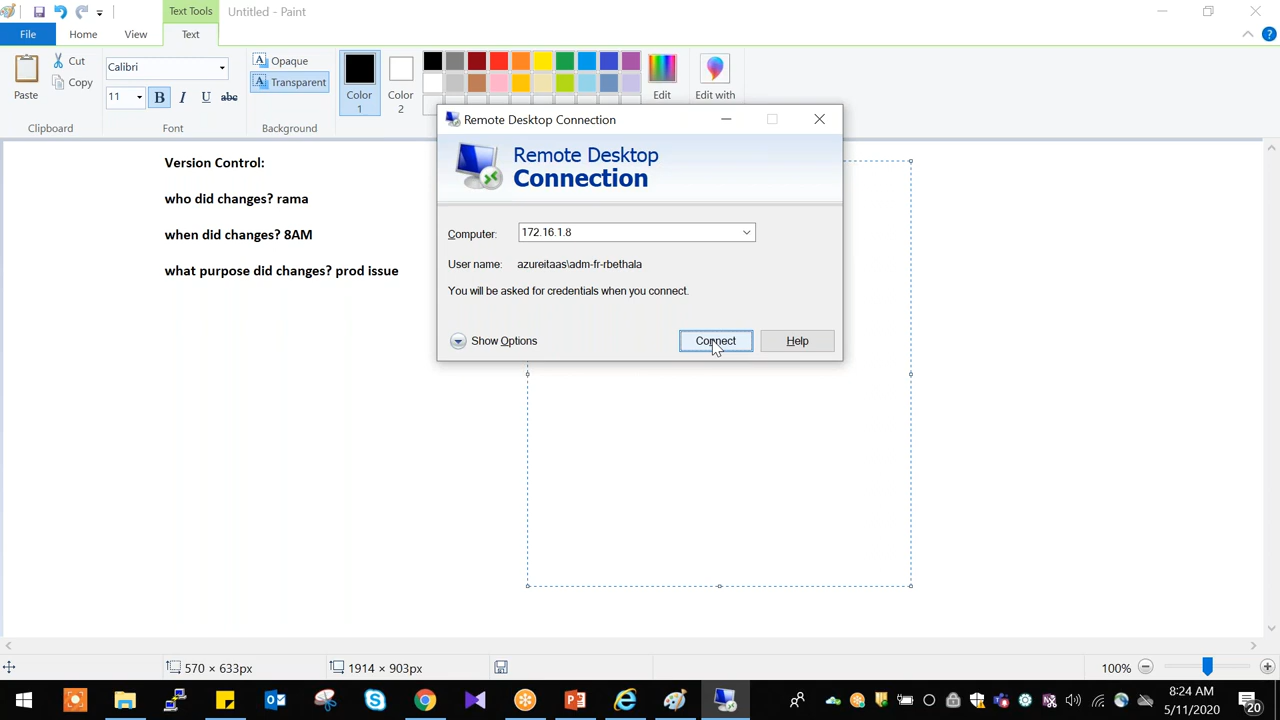 Text Tools
Untitled - Paint
File
Home
View
Text
?
Paste
Cut
Copy
Clipboard
Calibri
11
B
I
U
abc
Font
Opaque
Transparent
Background
Color
1
Color
2
Edit
Edit with
Version Control:
who did changes? rama
when did changes? 8AM
what purpose did changes? prod issue
Remote Desktop Connection
Remote Desktop
Connection
Computer:
172.16.1.8
User name:
azureitaas\adm-fr-rbethala
You will be asked for credentials when you connect.
Show Options
Connect
Help
570 × 633px
1914 × 903px
100%
8:24 AM
5/11/2020
20